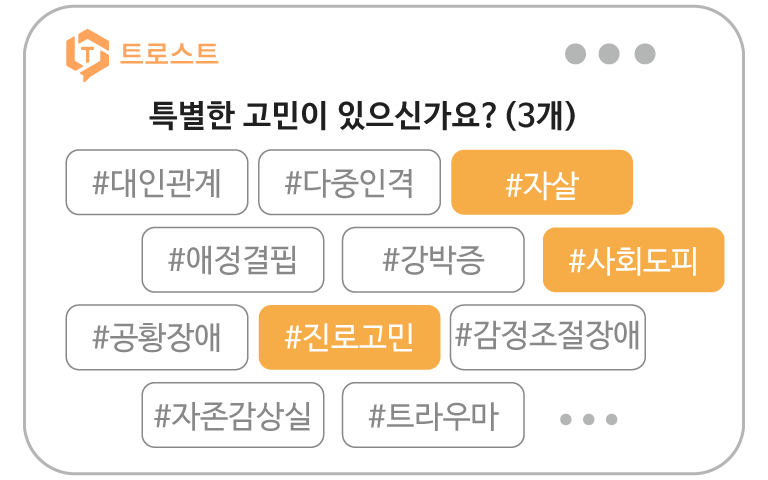 트로스트
특별한 고민이 있으신가요? (3개)
#대인관계 #다중인격 #자살
#애정결핍 #강박증 #사회도피
#공황장애 #진로고민 #감정조절장애
#자존감상실 #트라우마